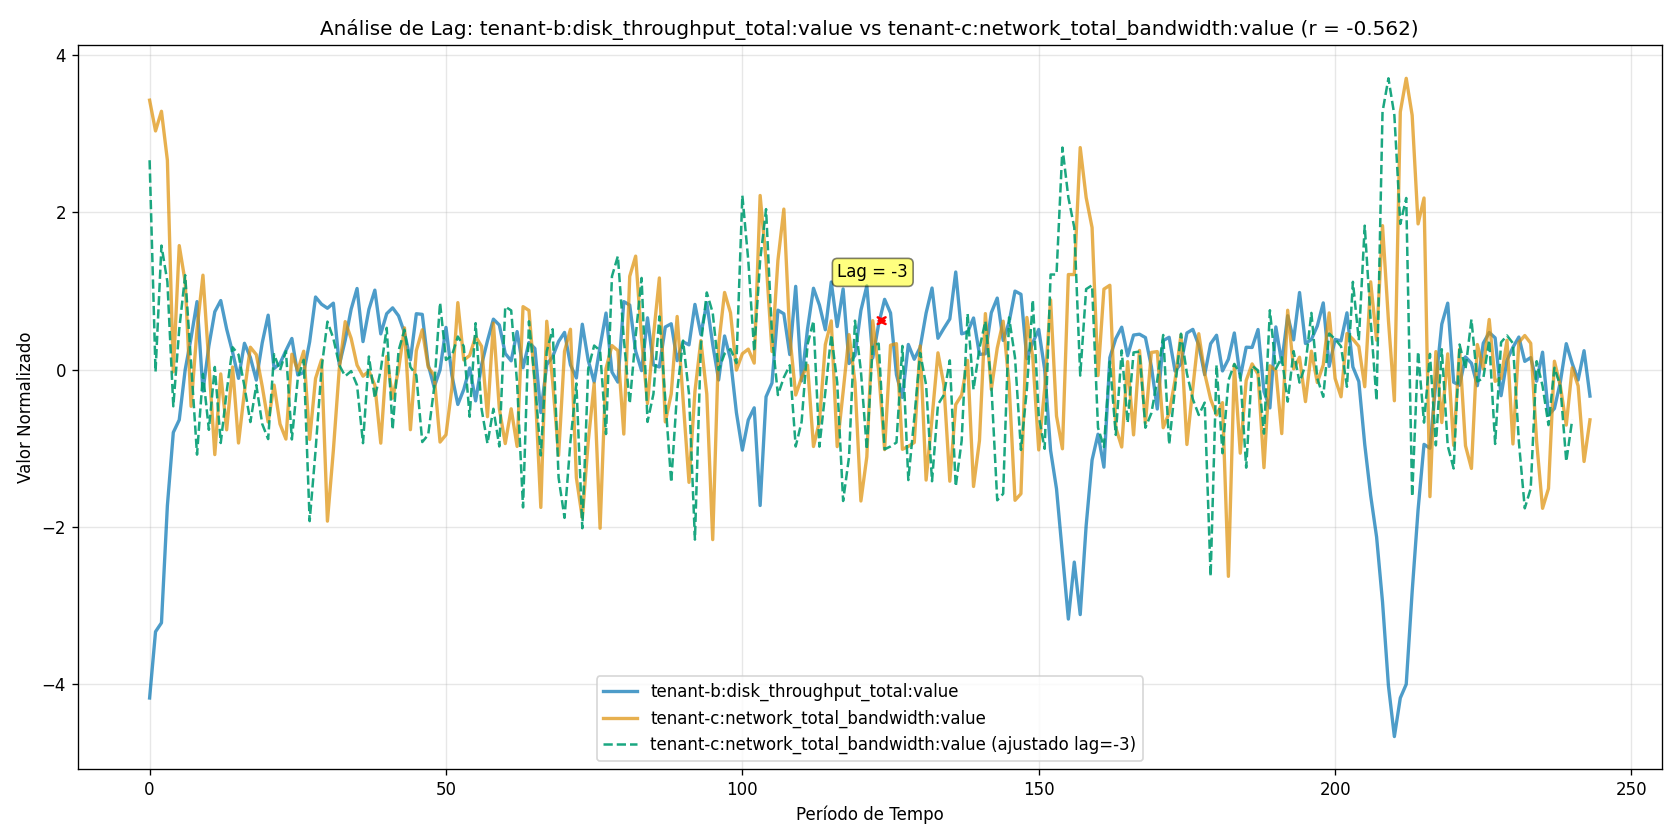 Análise de Lag: tenant-b:disk_throughput_total:value vs tenant-c:network_total_bandwidth:value (r = -0.562)
Valor Normalizado
4
2
0
−2
−4
Lag = -3
tenant-b:disk_throughput_total:value
tenant-c:network_total_bandwidth:value
tenant-c:network_total_bandwidth:value (ajustado lag=-3)
0 50 100 150 200 250
Período de Tempo